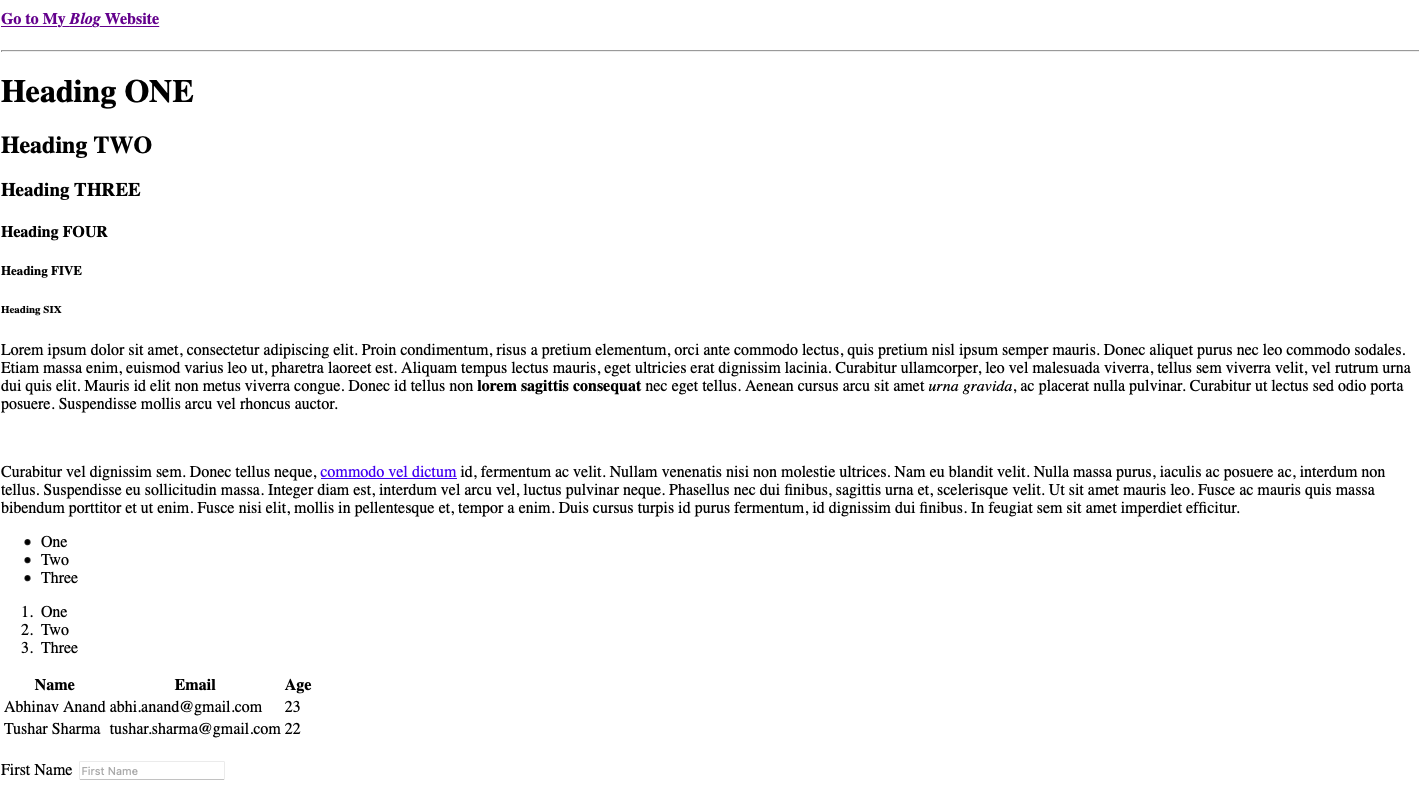 Go to My Blog Website
Heading ONE
Heading TWO
Heading THREE
Heading FOUR
Heading FIVE
Heading SIX
Lorem ipsum dolor sit amet, consectetur adipiscing elit. Proin condimentum, risus a pretium elementum, orci ante commodo lectus, quis pretium nisl ipsum semper mauris. Donec aliquet purus nec leo commodo sodales.
Etiam massa enim, euismod varius leo ut, pharetra laoreet est. Aliquam tempus lectus mauris, eget ultricies erat dignissim lacinia. Curabitur ullamcorper, leo vel malesuada viverra, tellus sem viverra velit, vel rutrum urna
dui quis elit. Mauris id elit non metus viverra congue. Donec id tellus non lorem sagittis consequat nec eget tellus. Aenean cursus arcu sit amet urna gravida, ac placerat nulla pulvinar. Curabitur ut lectus sed odio porta
posuere. Suspendisse mollis arcu vel rhoncus auctor.
Curabitur vel dignissim sem. Donec tellus neque, commodo vel dictum id, fermentum ac velit. Nullam venenatis nisi non molestie ultrices. Nam eu blandit velit. Nulla massa purus, iaculis ac posuere ac, interdum non
tellus. Suspendisse eu sollicitudin massa. Integer diam est, interdum vel arcu vel, luctus pulvinar neque. Phasellus nec dui finibus, sagittis urna et, scelerisque velit. Ut sit amet mauris leo. Fusce ac mauris quis massa
bibendum porttitor et ut enim. Fusce nisi elit, mollis in pellentesque et, tempor a enim. Duis cursus turpis id purus fermentum, id dignissim dui finibus. In feugiat sem sit amet imperdiet efficitur.
• One
• Two
• Three
1. One
2. Two
3. Three
Name Email Age
Abhinav Anand abhi.anand@gmail.com 23
Tushar Sharma tushar.sharma@gmail.com 22
First Name First Name